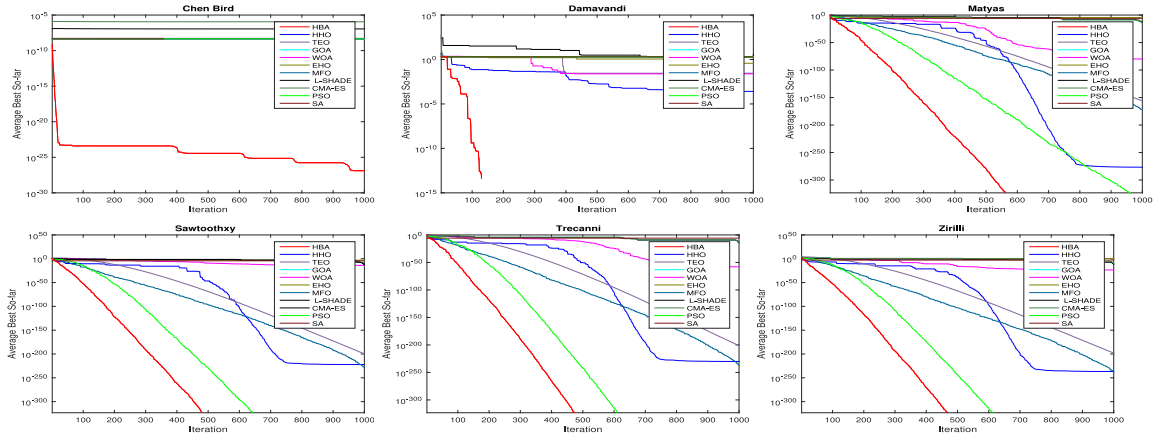 Chen Bird
Average Best So-far
10^-5
10^-10
10^-15
10^-20
10^-25
10^-30
100 200 300 400 500 600 700 800 900 1000
Iteration
HBA
HHO
TEO
GOA
WOA
EHO
MFO
L-SHADE
CMA-ES
PSO
SA
Damavandi
Average Best So-far
10^5
10^0
10^-5
10^-10
10^-15
100 200 300 400 500 600 700 800 900 1000
Iteration
HBA
HHO
TEO
GOA
WOA
EHO
MFO
L-SHADE
CMA-ES
PSO
SA
Matyas
Average Best So-far
10^0
10^-50
10^-100
10^-150
10^-200
10^-250
10^-300
100 200 300 400 500 600 700 800 900 1000
Iteration
HBA
HHO
TEO
GOA
WOA
EHO
MFO
L-SHADE
CMA-ES
PSO
SA
Sawtoothxy
Average Best So-far
10^50
10^0
10^-50
10^-100
10^-150
10^-200
10^-250
10^-300
100 200 300 400 500 600 700 800 900 1000
Iteration
HBA
HHO
TEO
GOA
WOA
EHO
MFO
L-SHADE
CMA-ES
PSO
SA
Trecanni
Average Best So-far
10^50
10^0
10^-50
10^-100
10^-150
10^-200
10^-250
10^-300
100 200 300 400 500 600 700 800 900 1000
Iteration
HBA
HHO
TEO
GOA
WOA
EHO
MFO
L-SHADE
CMA-ES
PSO
SA
Zirilli
Average Best So-far
10^50
10^0
10^-50
10^-100
10^-150
10^-200
10^-250
10^-300
100 200 300 400 500 600 700 800 900 1000
Iteration
HBA
HHO
TEO
GOA
WOA
EHO
MFO
L-SHADE
CMA-ES
PSO
SA